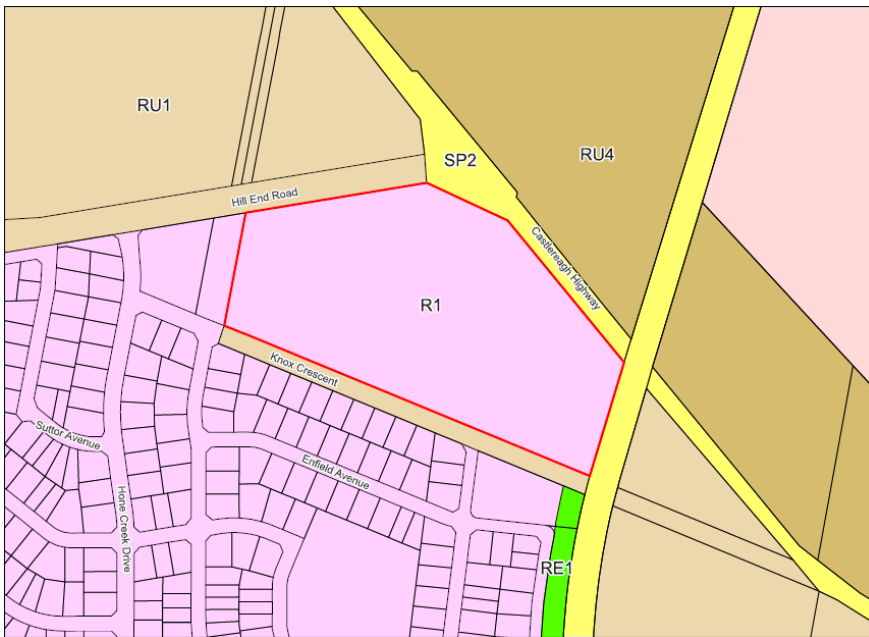 RU1
SP2
RU4
Hill End Road
Castlereagh Highway
R1
Knox Crescent
Suttor Avenue
Enfield Avenue
Hone Creek Drive
RE1